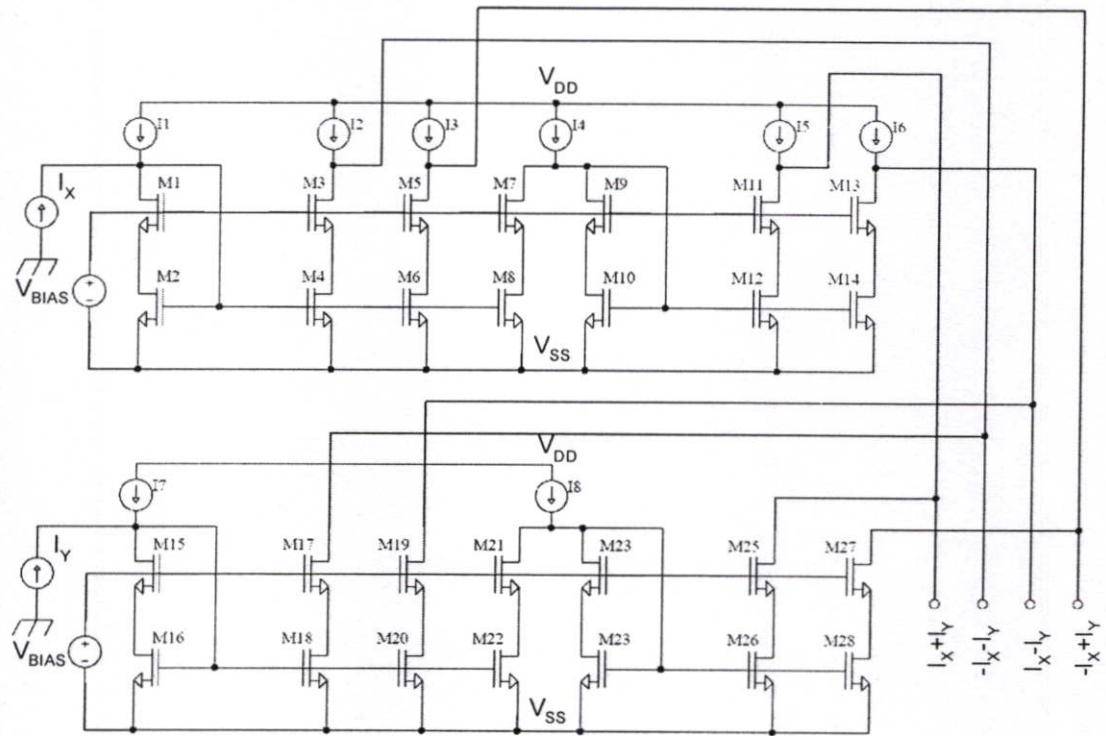 V_DD
I1 I2 I3 I4 I5 I6
I_X M1 M3 M5 M7 M9 M11 M13
V_BIAS M2 M4 M6 M8 M10 M12 M14
V_SS
V_DD
I7 I8
I_Y M15 M17 M19 M21 M23 M25 M27
V_BIAS M16 M18 M20 M22 M23 M26 M28
V_SS
I_X+I_Y
-I_X-I_Y
I_X-I_Y
-I_X+I_Y